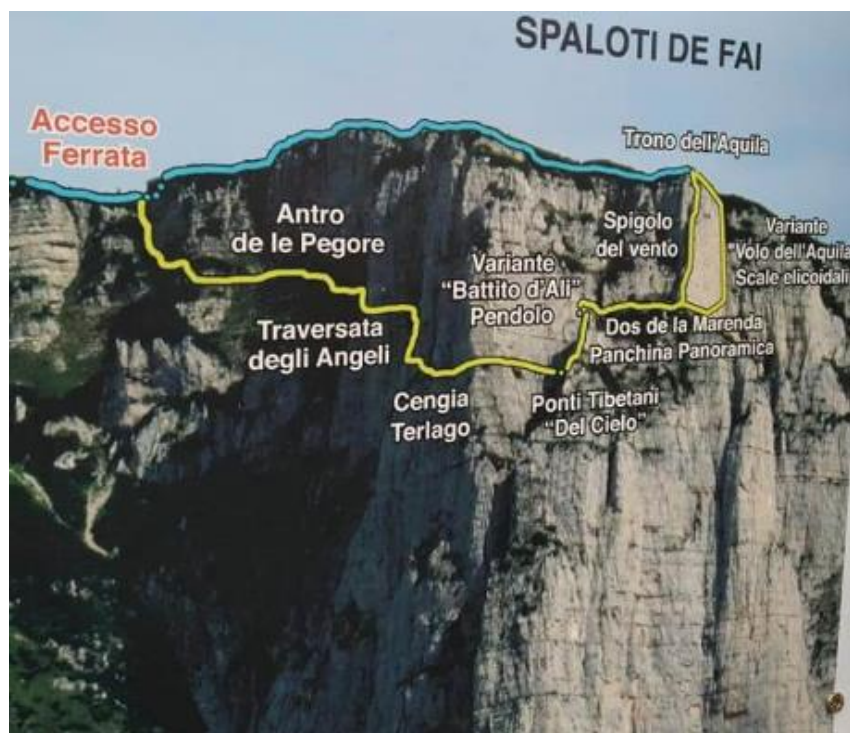 SPALOTI DE FAI
Accesso
Ferrata
Trono dell'Aquila
Antro
de le Pegore
Spigolo
del vento
Variante
"Volo dell'Aquila
Scale elicoidali
Variante
"Battito d'Ali"
Pendolo
Traversata
degli Angeli
Dos de la Marenda
Panchina Panoramica
Cengia
Terlago
Ponti Tibetani
"Del Cielo"